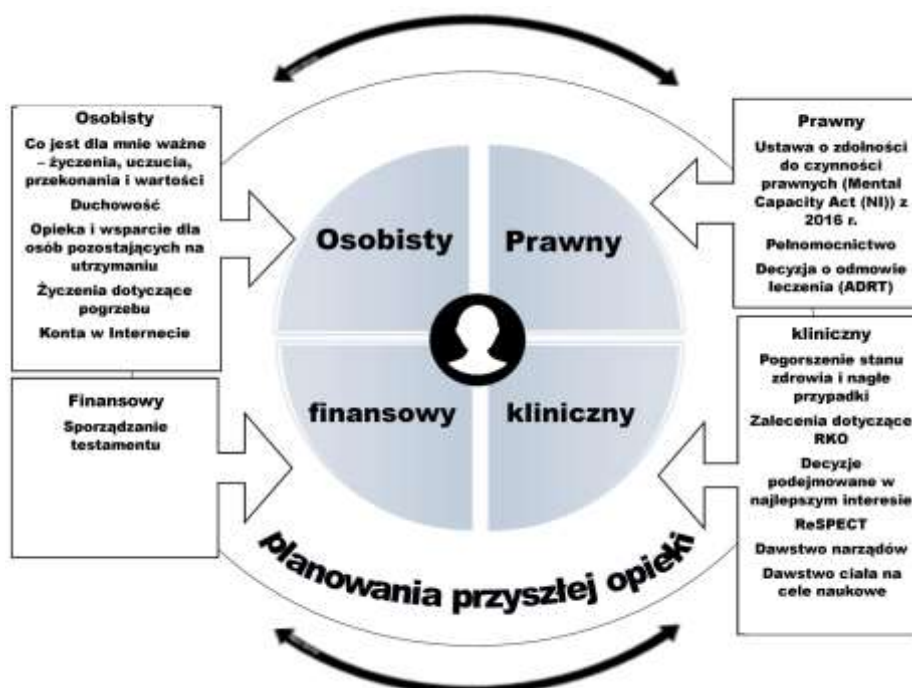 Osobisty
Co jest dla mnie ważne
– życzenia, uczucia,
przekonania i wartości
Duchowość
Opieka i wsparcie dla
osób pozostających na
utrzymaniu
Życzenia dotyczące
pogrzebu
Konta w Internecie
Finansowy
Sporządzanie
testamentu
Osobisty
Prawny
finansowy
kliniczny
planowania przyszłej opieki
Prawny
Ustawa o zdolności
do czynności
prawnych (Mental
Capacity Act (NI)) z
2016 r.
Pełnomocnictwo
Decyzja o odmowie
leczenia (ADRT)
kliniczny
Pogorszenie stanu
zdrowia i nagłe
przypadki
Zalecenia dotyczące
RKO
Decyzje
podejmowane w
najlepszym interesie
ReSPECT
Dawstwo narządów
Dawstwo ciała na
cele naukowe